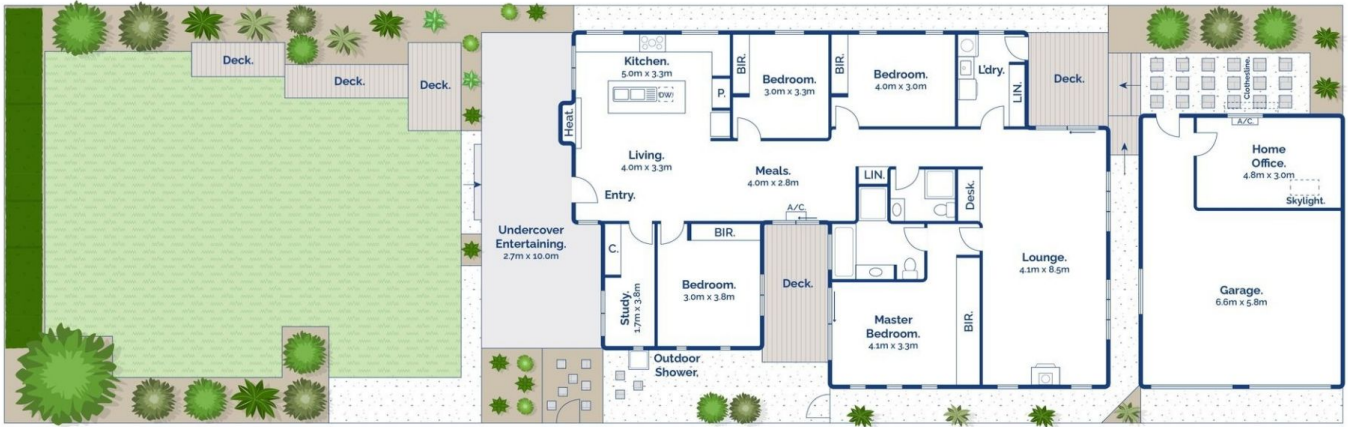 Deck.
Deck.
Deck.
Undercover
Entertaining.
2.7m x 10.0m
Kitchen.
5.0m x 3.3m
DW
P.
Heat.
Living.
4.0m x 3.3m
Entry.
Meals.
4.0m x 2.8m
A/C.
BIR.
Bedroom.
3.0m x 3.3m
BIR.
Bedroom.
4.0m x 3.0m
L'dry.
LIN.
Deck.
Clothesline.
A/C.
Home
Office.
4.8m x 3.0m
Skylight.
Garage.
6.6m x 5.8m
LIN.
Desk.
Lounge.
4.1m x 8.5m
C.
Study.
1.7m x 3.8m
BIR.
Bedroom.
3.0m x 3.8m
Deck.
Master
Bedroom.
4.1m x 3.3m
BIR.
Outdoor
Shower.